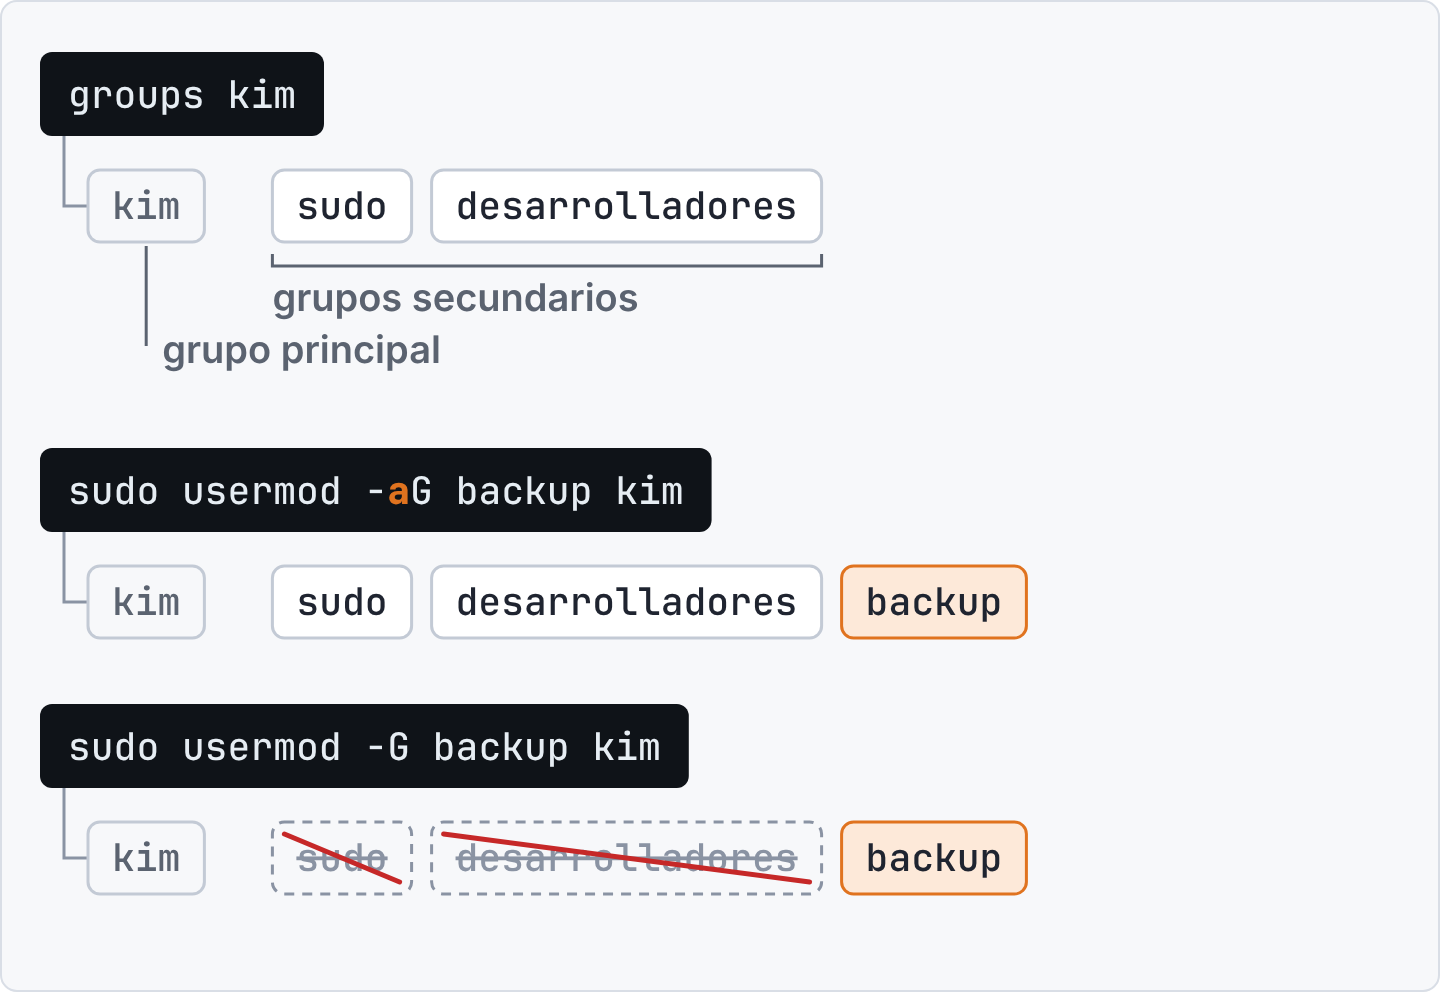 groups kim
kim sudo desarrolladores
grupos secundarios
grupo principal
sudo usermod -aG backup kim
kim sudo desarrolladores backup
sudo usermod -G backup kim
kim sudo desarrolladores backup